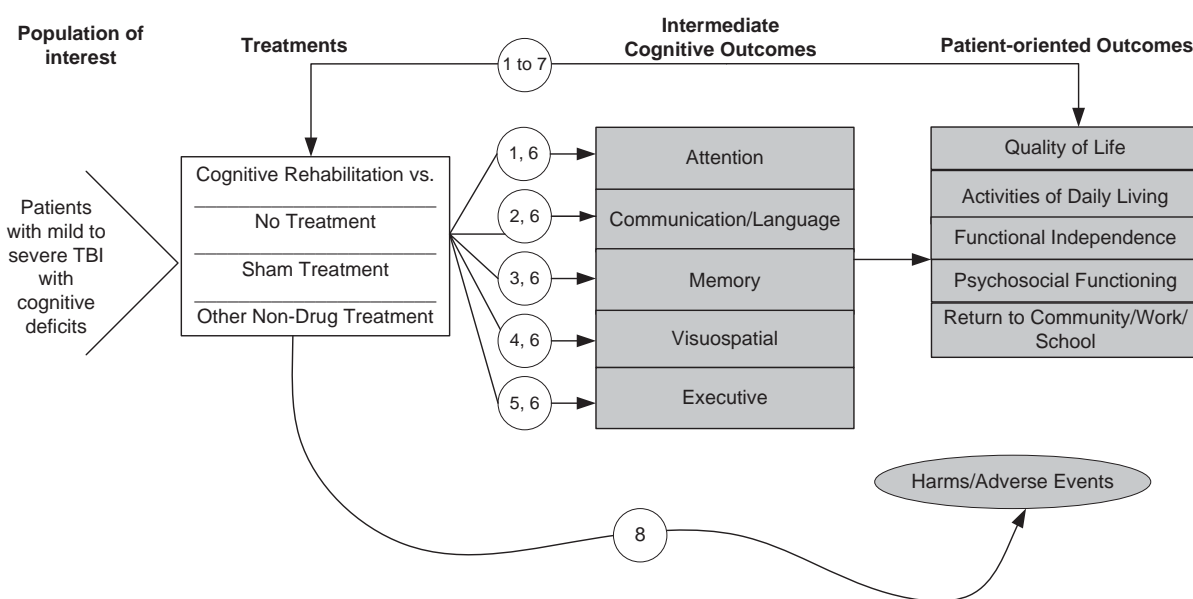 Population of
interest
Treatments
Intermediate
Cognitive Outcomes
Patient-oriented Outcomes
1 to 7
Patients
with mild to
severe TBI
with
cognitive
deficits
Cognitive Rehabilitation vs.
No Treatment
Sham Treatment
Other Non-Drug Treatment
1, 6
2, 6
3, 6
4, 6
5, 6
Attention
Communication/Language
Memory
Visuospatial
Executive
Quality of Life
Activities of Daily Living
Functional Independence
Psychosocial Functioning
Return to Community/Work/
School
Harms/Adverse Events
8